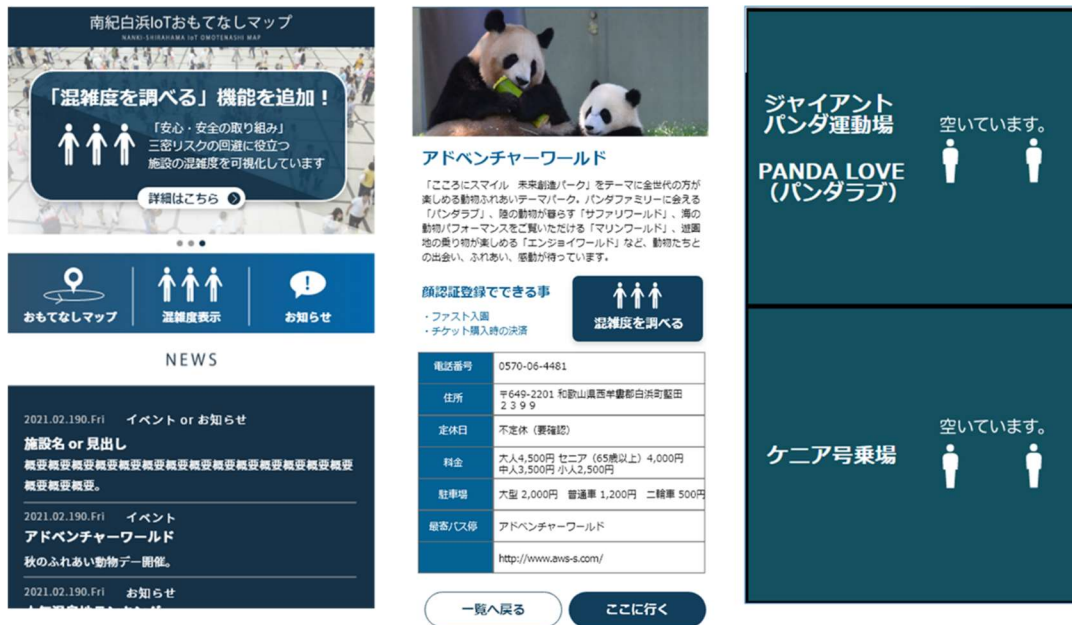 南紀白浜IoTおもてなしマップ
NANKI-SHIRAHAMA IoT OMOTENASHI MAP
「混雑度を調べる」機能を追加！
「安心・安全の取り組み」
三密リスクの回避に役立つ
施設の混雑度を可視化しています
詳細はこちら
おもてなしマップ
混雑度表示
お知らせ
NEWS
2021.02.190.Fri イベント or お知らせ
施設名 or 見出し
概要概要概要概要概要概要概要概要概要概要概要概要概要概要
概要概要概要。
2021.02.190.Fri イベント
アドベンチャーワールド
秋のふれあい動物デー開催。
2021.02.190.Fri お知らせ
アドベンチャーワールド
「こころにスマイル 未来創造パーク」をテーマに全世代の方が
楽しめる動物ふれあいテーマパーク。パンダファミリーに会える
「パンダラブ」、陸の動物が暮らす「サファリワールド」、海の
動物パフォーマンスをご覧いただける「マリンワールド」、遊園
地の乗り物が楽しめる「エンジョイワールド」など、動物たちと
の出会い、ふれあい、感動が待っています。
顔認証登録でできる事
・ファスト入園
・チケット購入時の決済
混雑度を調べる
電話番号 0570-06-4481
住所 〒649-2201 和歌山県西牟婁郡白浜町堅田
２３９９
定休日 不定休（要確認）
料金 大人4,500円 セニア（65歳以上）4,000円
中人3,500円 小人2,500円
駐車場 大型 2,000円 普通車 1,200円 二輪車 500円
最寄バス停 アドベンチャーワールド
http://www.aws-s.com/
一覧へ戻る
ここに行く
ジャイアント
パンダ運動場
PANDA LOVE
（パンダラブ）
空いています。
ケニア号乗場
空いています。